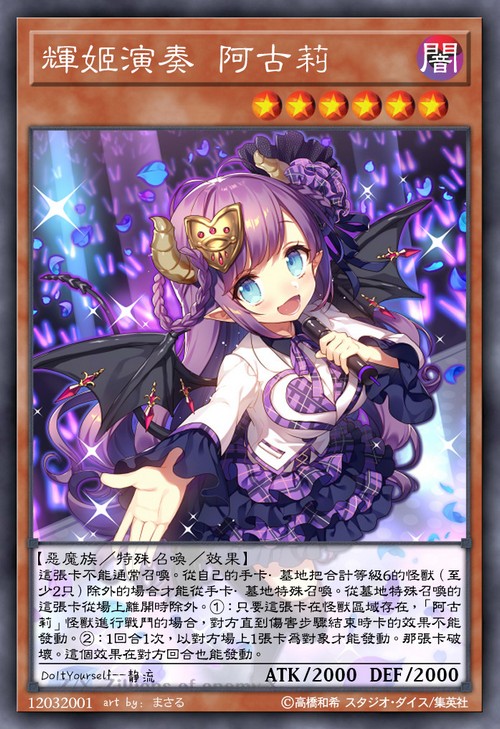 輝姬演奏 阿古莉
闇
【惡魔族／特殊召喚／效果】
這張卡不能通常召喚。從自己的手卡·墓地把合計等級6的怪獸（至
少2只）除外的場合才能從手卡·墓地特殊召喚。從墓地特殊召喚的
這張卡從場上離開時除外。①：只要這張卡在怪獸區域存在，「阿古
莉」怪獸進行戰鬥的場合，對方直到傷害步驟結束時卡的效果不能
發動。②：1回合1次，以對方場上1張卡為對象才能發動。那張卡破
壞。這個效果在對方回合也能發動。
DoItYourself--靜流
ATK/2000 DEF/2000
12032001 art by: まさる
©高橋和希 スタジオ・ダイス/集英社